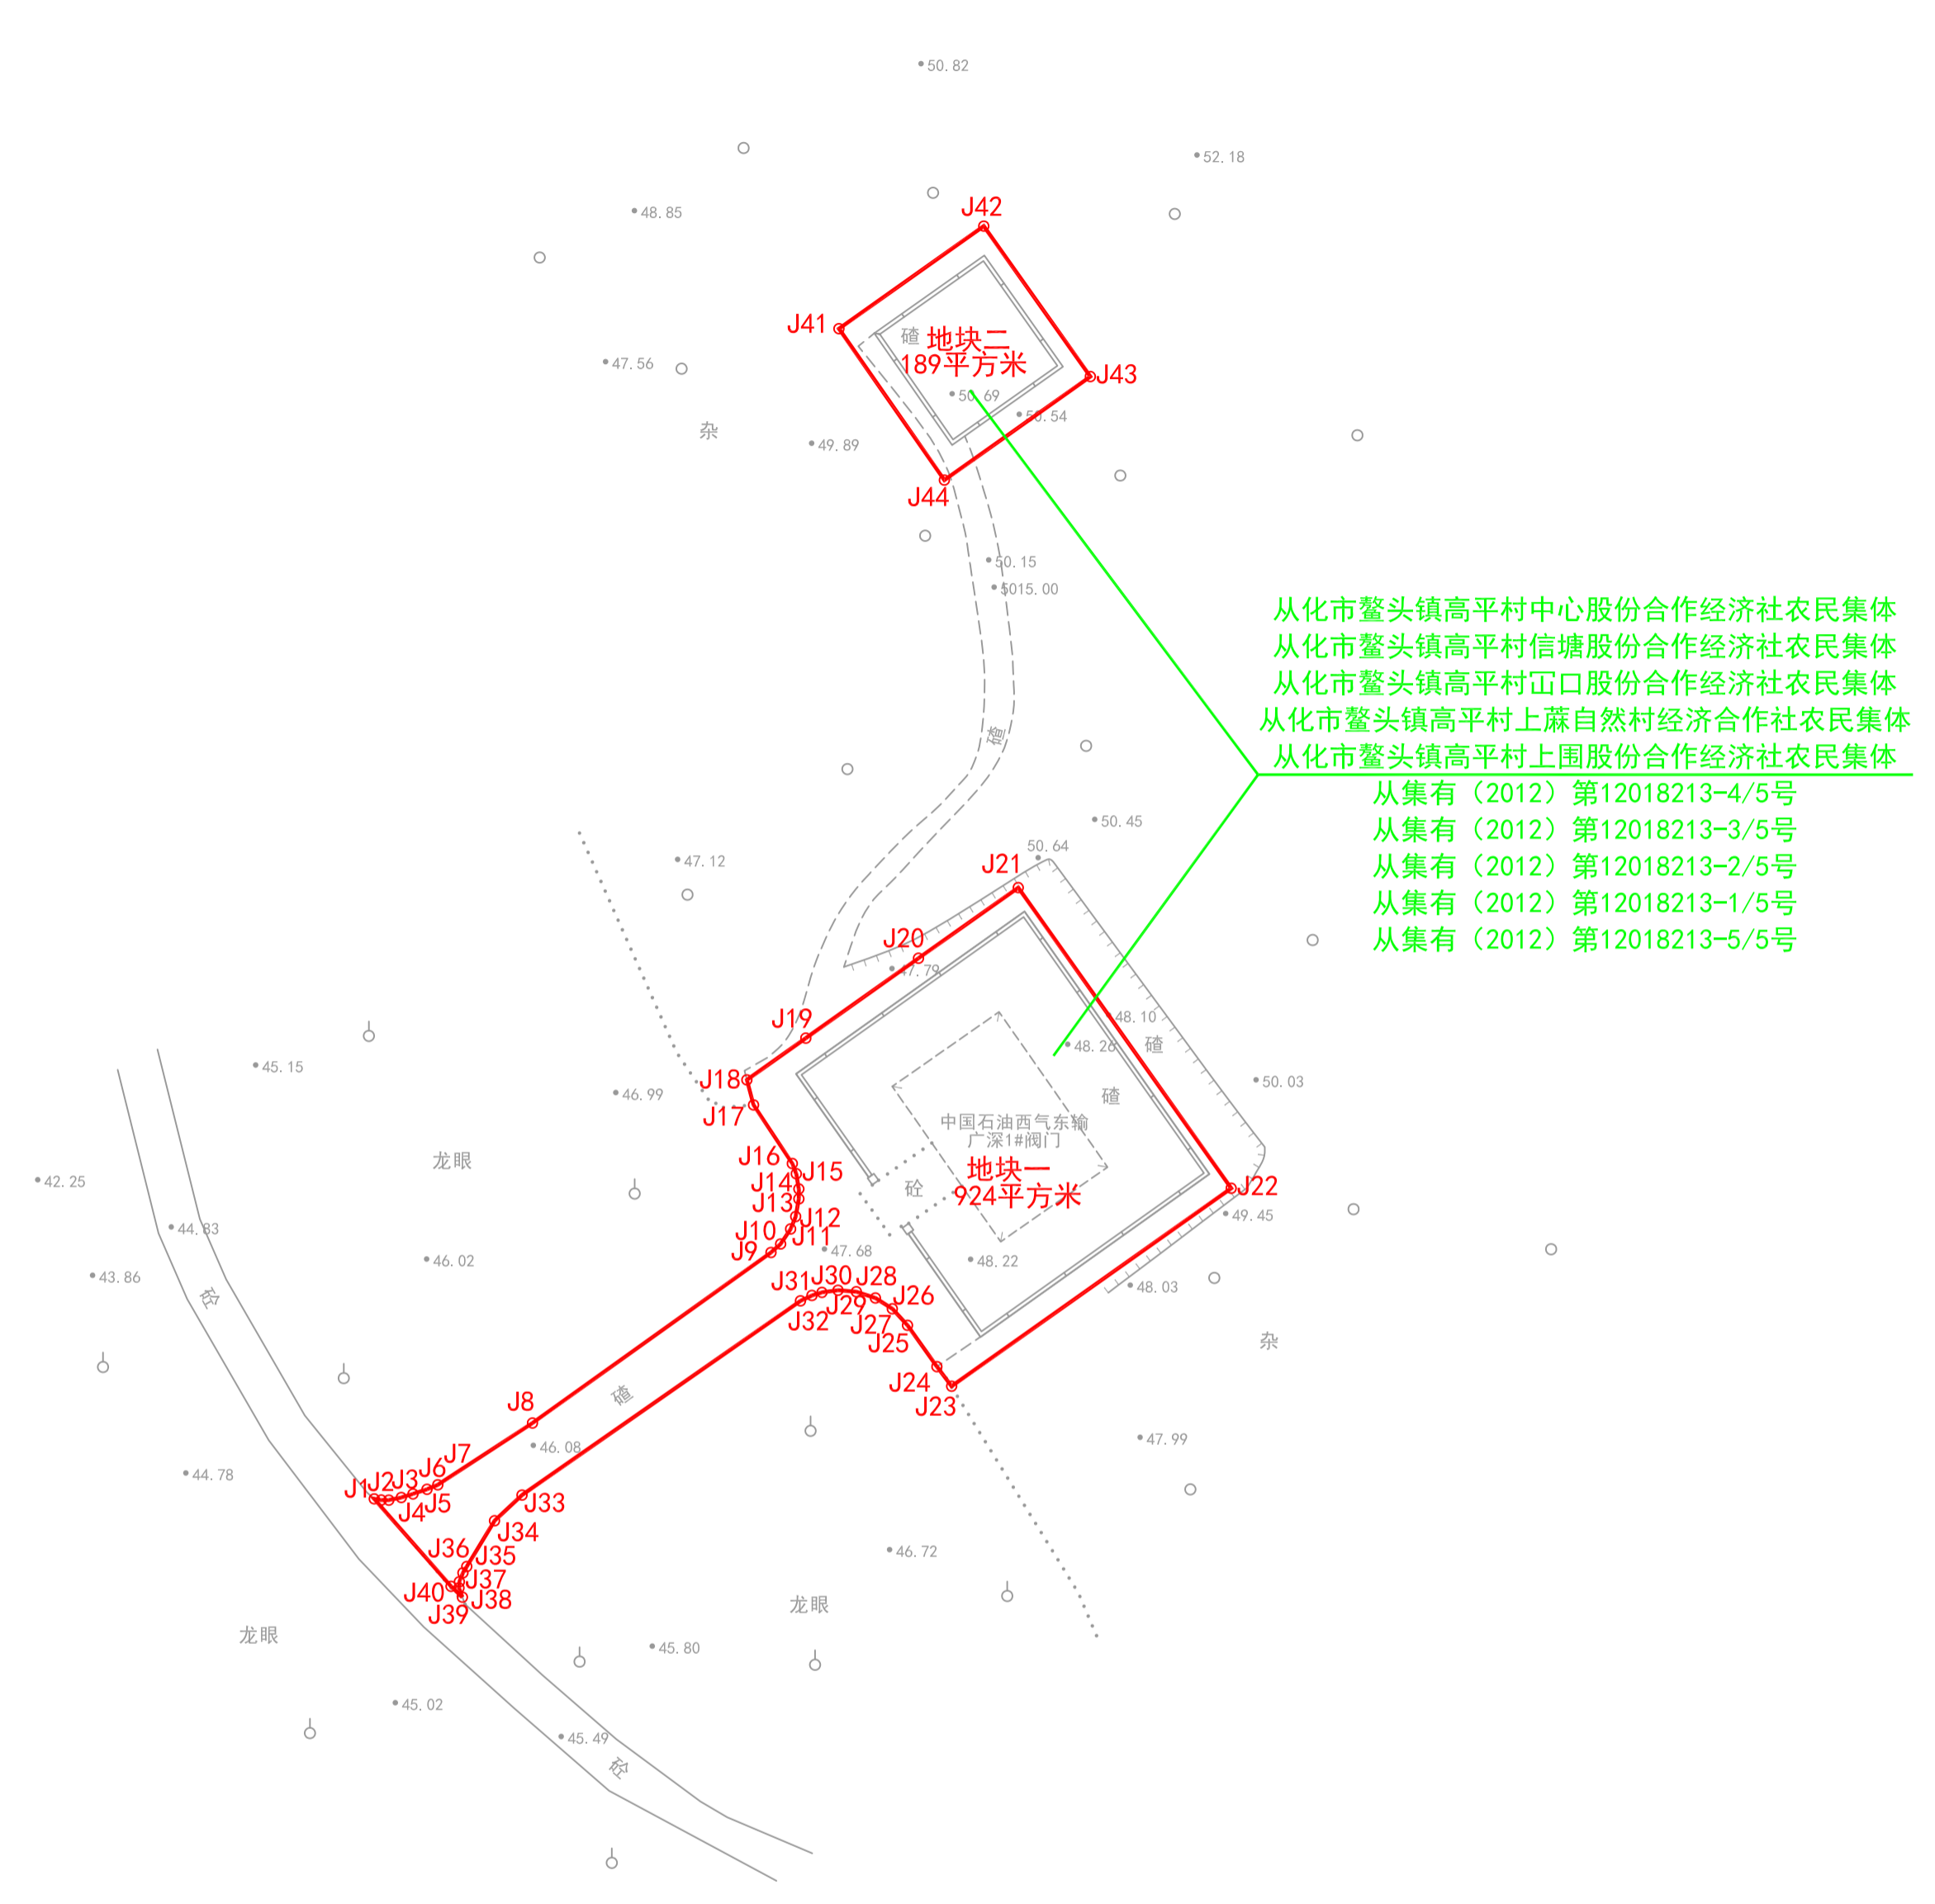 50.82
52.18
48.85
J42
J41
碴
地块二
189平方米
47.56
J43
50.69
50.54
杂
49.89
J44
50.15
5015.00
从化市鳌头镇高平村中心股份合作经济社农民集体
从化市鳌头镇高平村信塘股份合作经济社农民集体
从化市鳌头镇高平村冚口股份合作经济社农民集体
从化市鳌头镇高平村上蔴自然村经济合作社农民集体
从化市鳌头镇高平村上围股份合作经济社农民集体
从集有（2012）第12018213-4/5号
从集有（2012）第12018213-3/5号
从集有（2012）第12018213-2/5号
从集有（2012）第12018213-1/5号
从集有（2012）第12018213-5/5号
碴
50.45
50.64
47.12
J21
J20
47.79
J19
48.10
48.26
碴
45.15
J18
50.03
46.99
碴
J17
中国石油西气东输
广深1#阀门
龙眼
J16
地块一
924平方米
J15
42.25
J14
砼
J22
J13
49.45
J12
44.83
J10
J11
J9
47.68
46.02
48.22
43.86
J31
J30
J28
48.03
砼
J29
J26
J32
J27
J25
杂
J24
碴
J23
J8
46.08
47.99
J7
44.78
J6
J1
J2
J3
J5
J4
J33
J34
J36
J35
46.72
J37
J40
J38
J39
龙眼
龙眼
45.80
45.02
45.49
砼